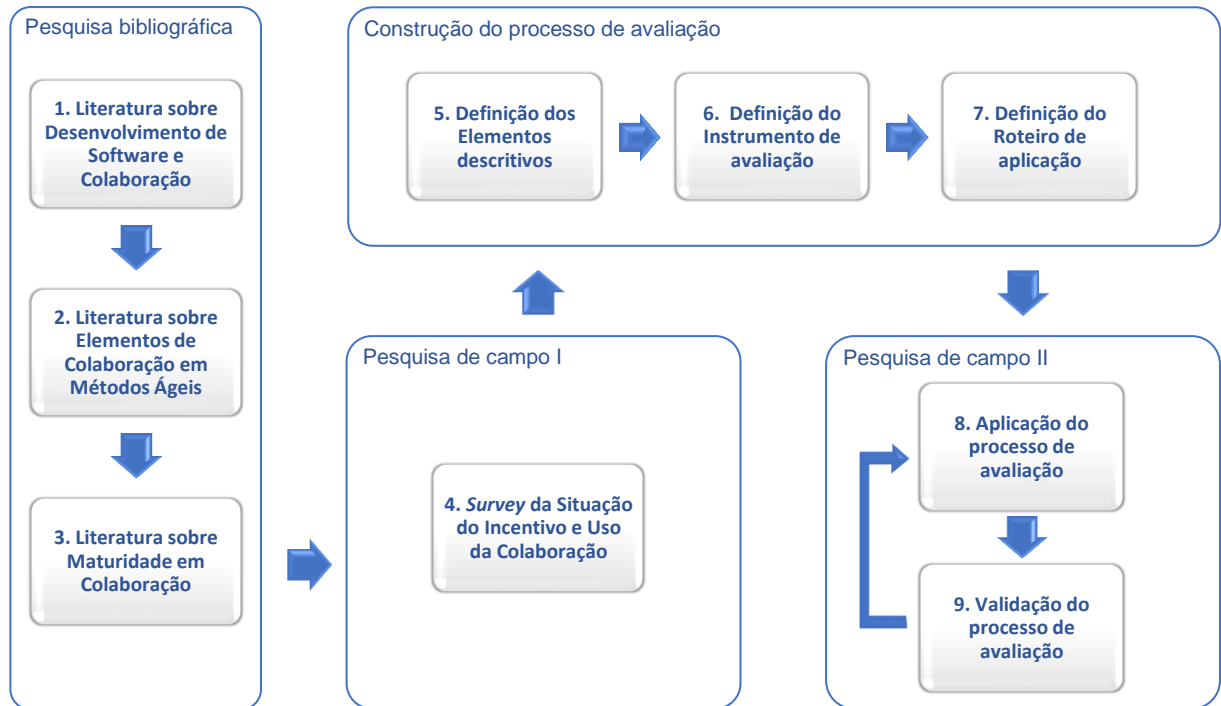 Pesquisa bibliográfica
1. Literatura sobre
Desenvolvimento de
Software e
Colaboração
2. Literatura sobre
Elementos de
Colaboração em
Métodos Ágeis
3. Literatura sobre
Maturidade em
Colaboração
Pesquisa de campo I
4. Survey da Situação
do Incentivo e Uso
da Colaboração
Construção do processo de avaliação
5. Definição dos
Elementos
descritivos
6. Definição do
Instrumento de
avaliação
7. Definição do
Roteiro de
aplicação
Pesquisa de campo II
8. Aplicação do
processo de
avaliação
9. Validação do
processo de
avaliação